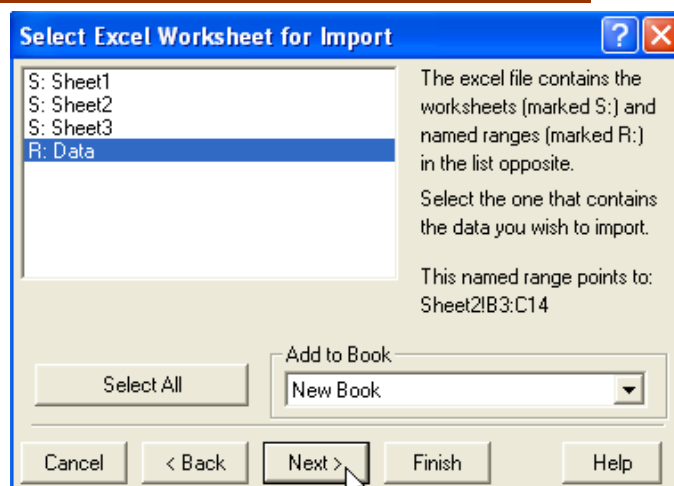 Select Excel Worksheet for Import
S: Sheet1
S: Sheet2
S: Sheet3
R: Data
The excel file contains the
worksheets (marked S:) and
named ranges (marked R:)
in the list opposite.
Select the one that contains
the data you wish to import.
This named range points to:
Sheet2!B3:C14
Select All
Add to Book
New Book
Cancel
< Back
Next >
Finish
Help